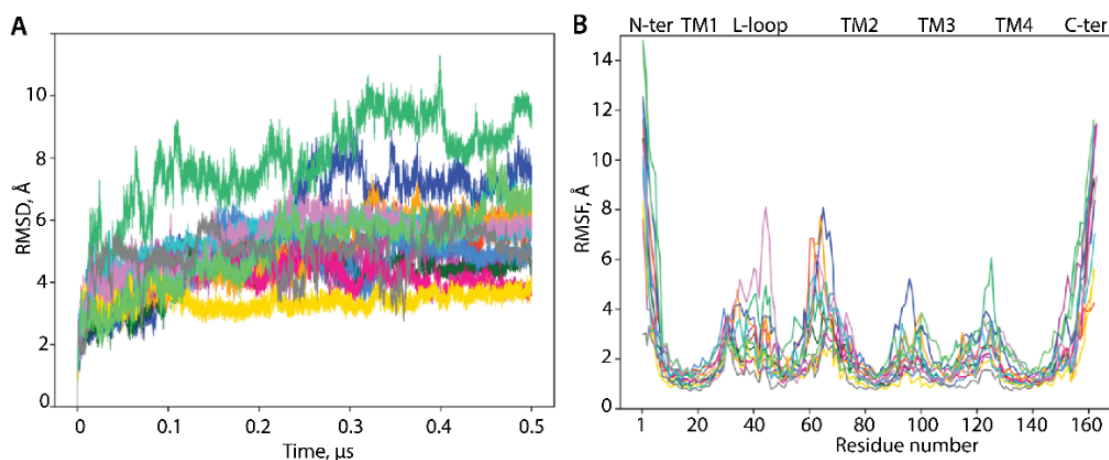 A
RMSD, Å
10
8
6
4
2
0
0 0.1 0.2 0.3 0.4 0.5
Time, µs
B
N-ter TM1 L-loop TM2 TM3 TM4 C-ter
RMSF, Å
14
12
10
8
6
4
2
0
1 20 40 60 80 100 120 140 160
Residue number